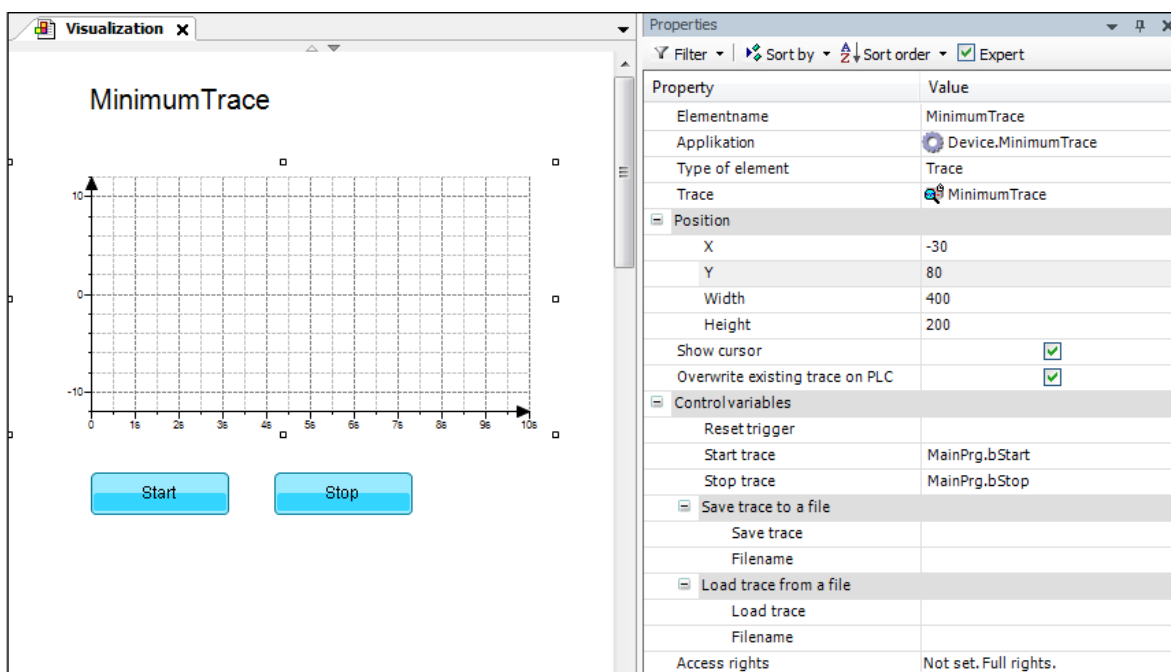 Visualization
MinimumTrace
10
0
-10
0 1s 2s 3s 4s 5s 6s 7s 8s 9s 10s
Start Stop
Properties
Filter Sort by Sort order Expert
Property Value
Elementname MinimumTrace
Applikation Device.MinimumTrace
Type of element Trace
Trace MinimumTrace
Position
X -30
Y 80
Width 400
Height 200
Show cursor
Overwrite existing trace on PLC
Controlvariables
Reset trigger
Start trace MainPrg.bStart
Stop trace MainPrg.bStop
Save trace to a file
Save trace
Filename
Load trace from a file
Load trace
Filename
Access rights Not set. Full rights.